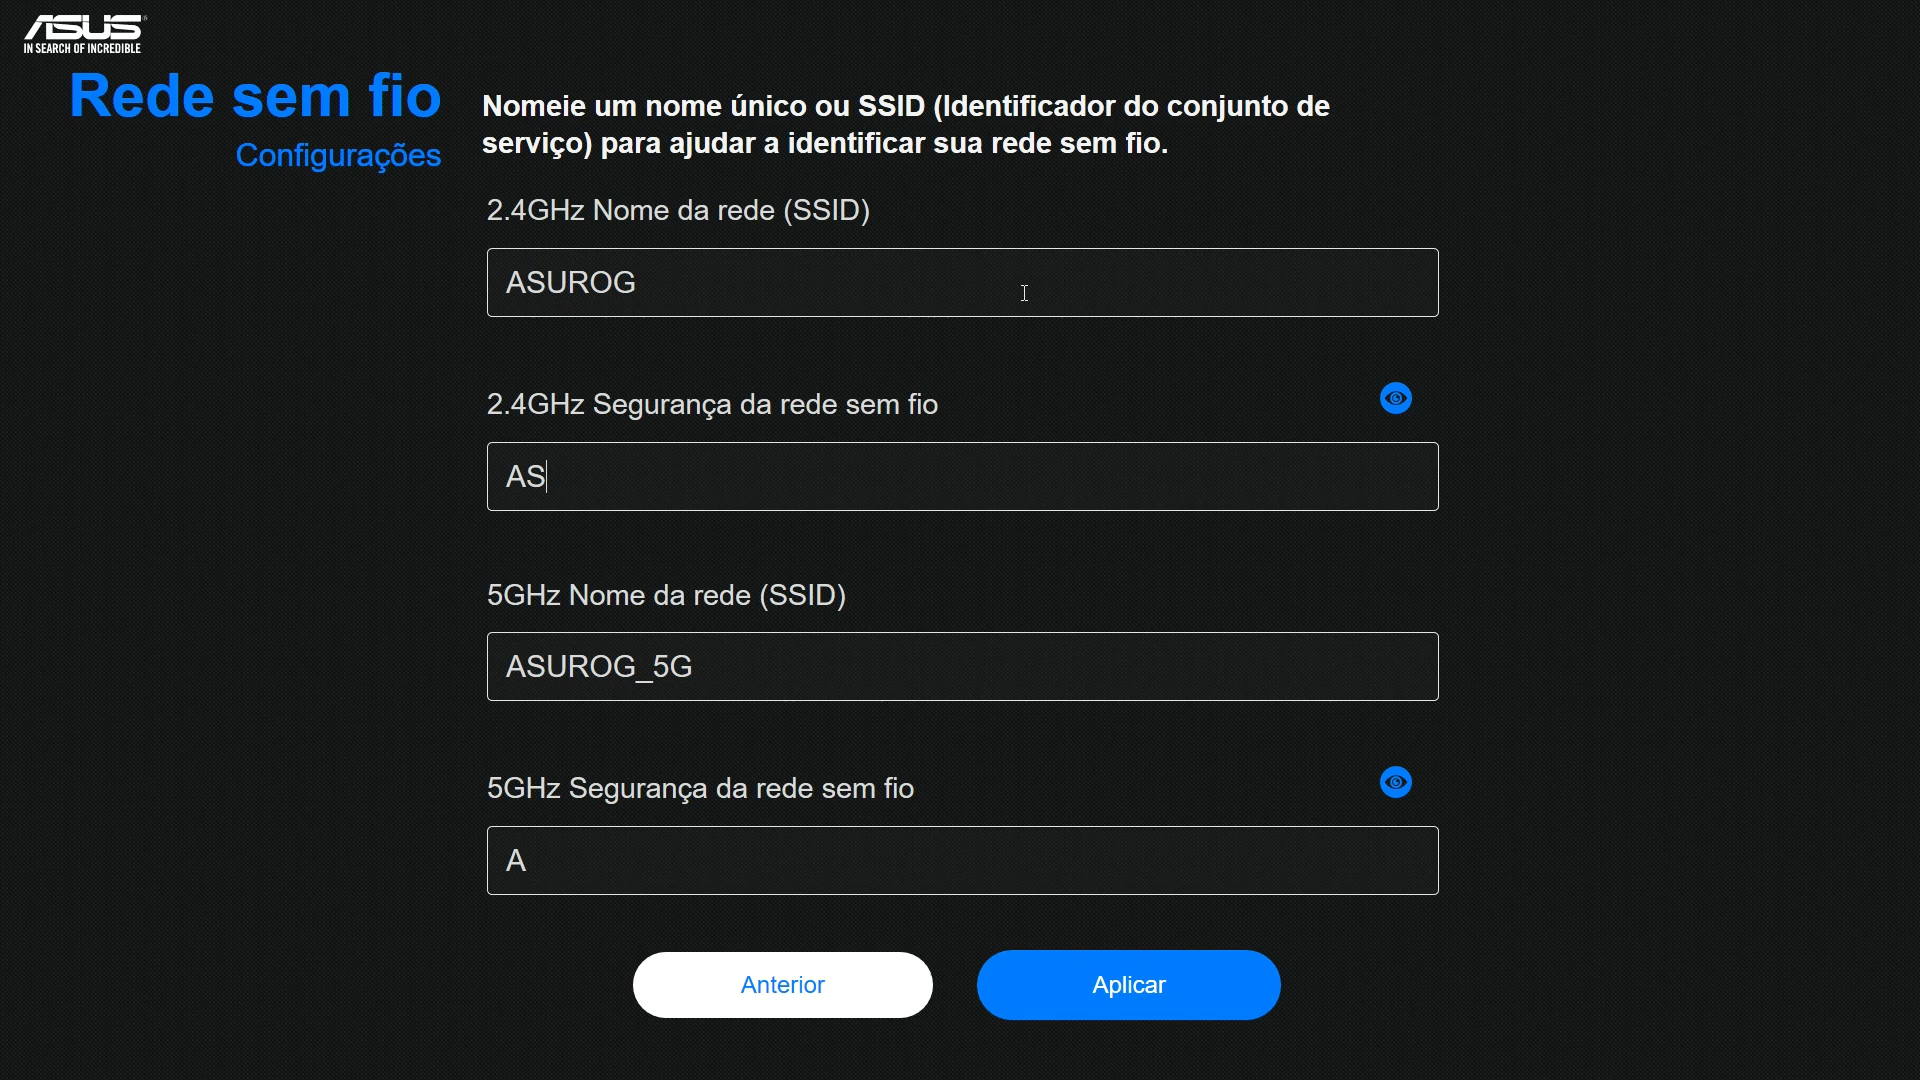 ASUS
IN SEARCH OF INCREDIBLE
Rede sem fio
Configurações
Nomeie um nome único ou SSID (Identificador do conjunto de
serviço) para ajudar a identificar sua rede sem fio.
2.4GHz Nome da rede (SSID)
ASUROG
2.4GHz Segurança da rede sem fio
AS
5GHz Nome da rede (SSID)
ASUROG_5G
5GHz Segurança da rede sem fio
A
Anterior
Aplicar